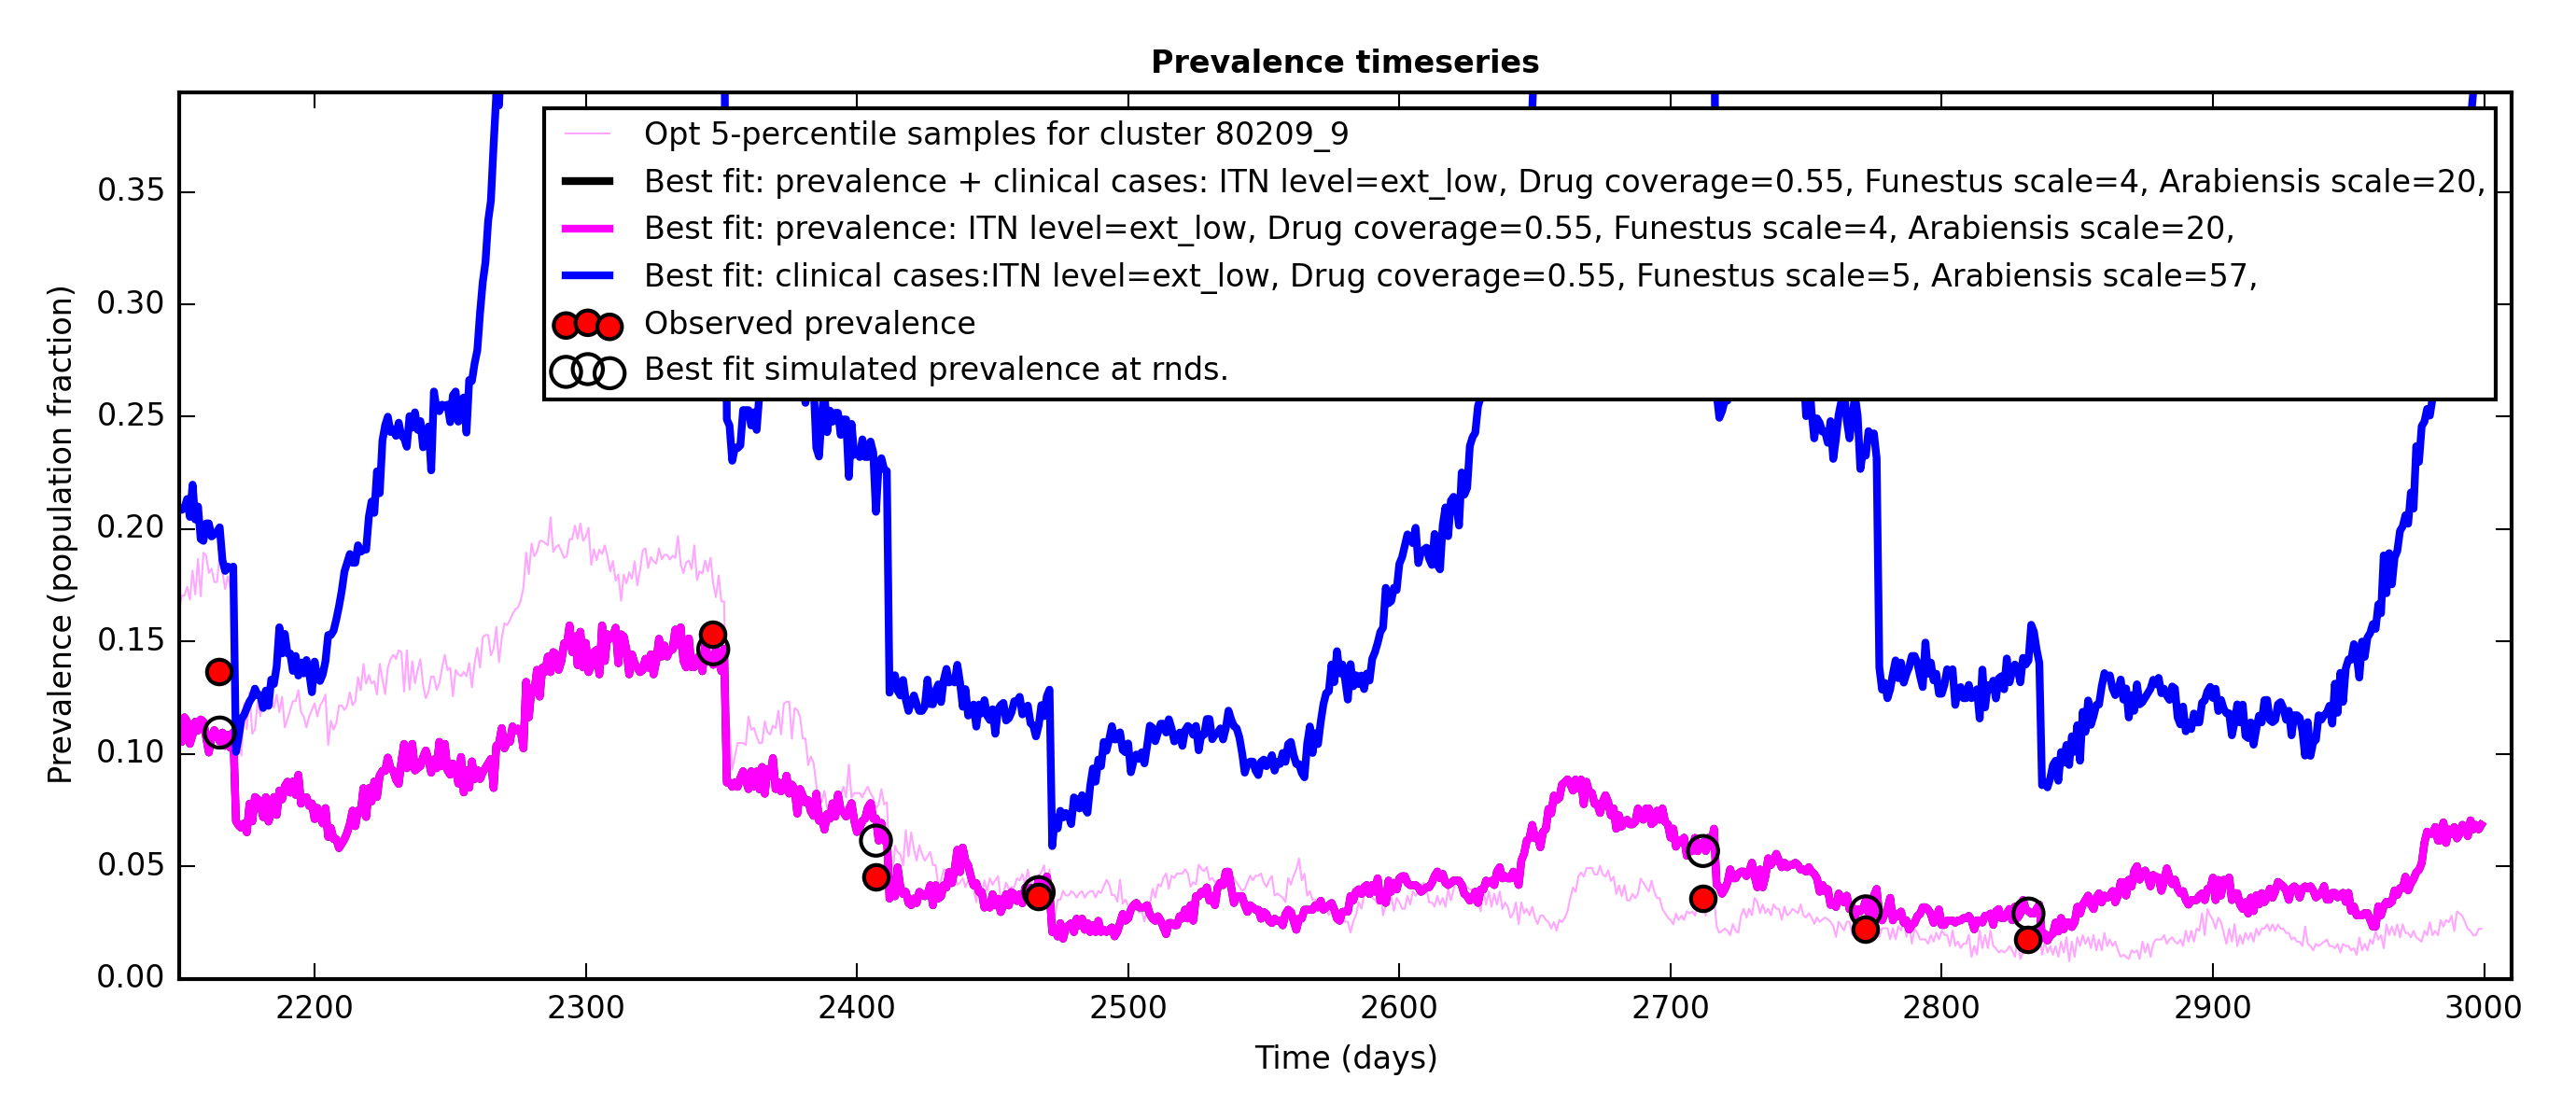 Prevalence timeseries
Opt 5-percentile samples for cluster 80209_9
Best fit: prevalence + clinical cases: ITN level=ext_low, Drug coverage=0.55, Funestus scale=4, Arabiensis scale=20,
Best fit: prevalence: ITN level=ext_low, Drug coverage=0.55, Funestus scale=4, Arabiensis scale=20,
Best fit: clinical cases:ITN level=ext_low, Drug coverage=0.55, Funestus scale=5, Arabiensis scale=57,
Observed prevalence
Best fit simulated prevalence at rnds.
Prevalence (population fraction)
0.35
0.30
0.25
0.20
0.15
0.10
0.05
0.00
2200 2300 2400 2500 2600 2700 2800 2900 3000
Time (days)